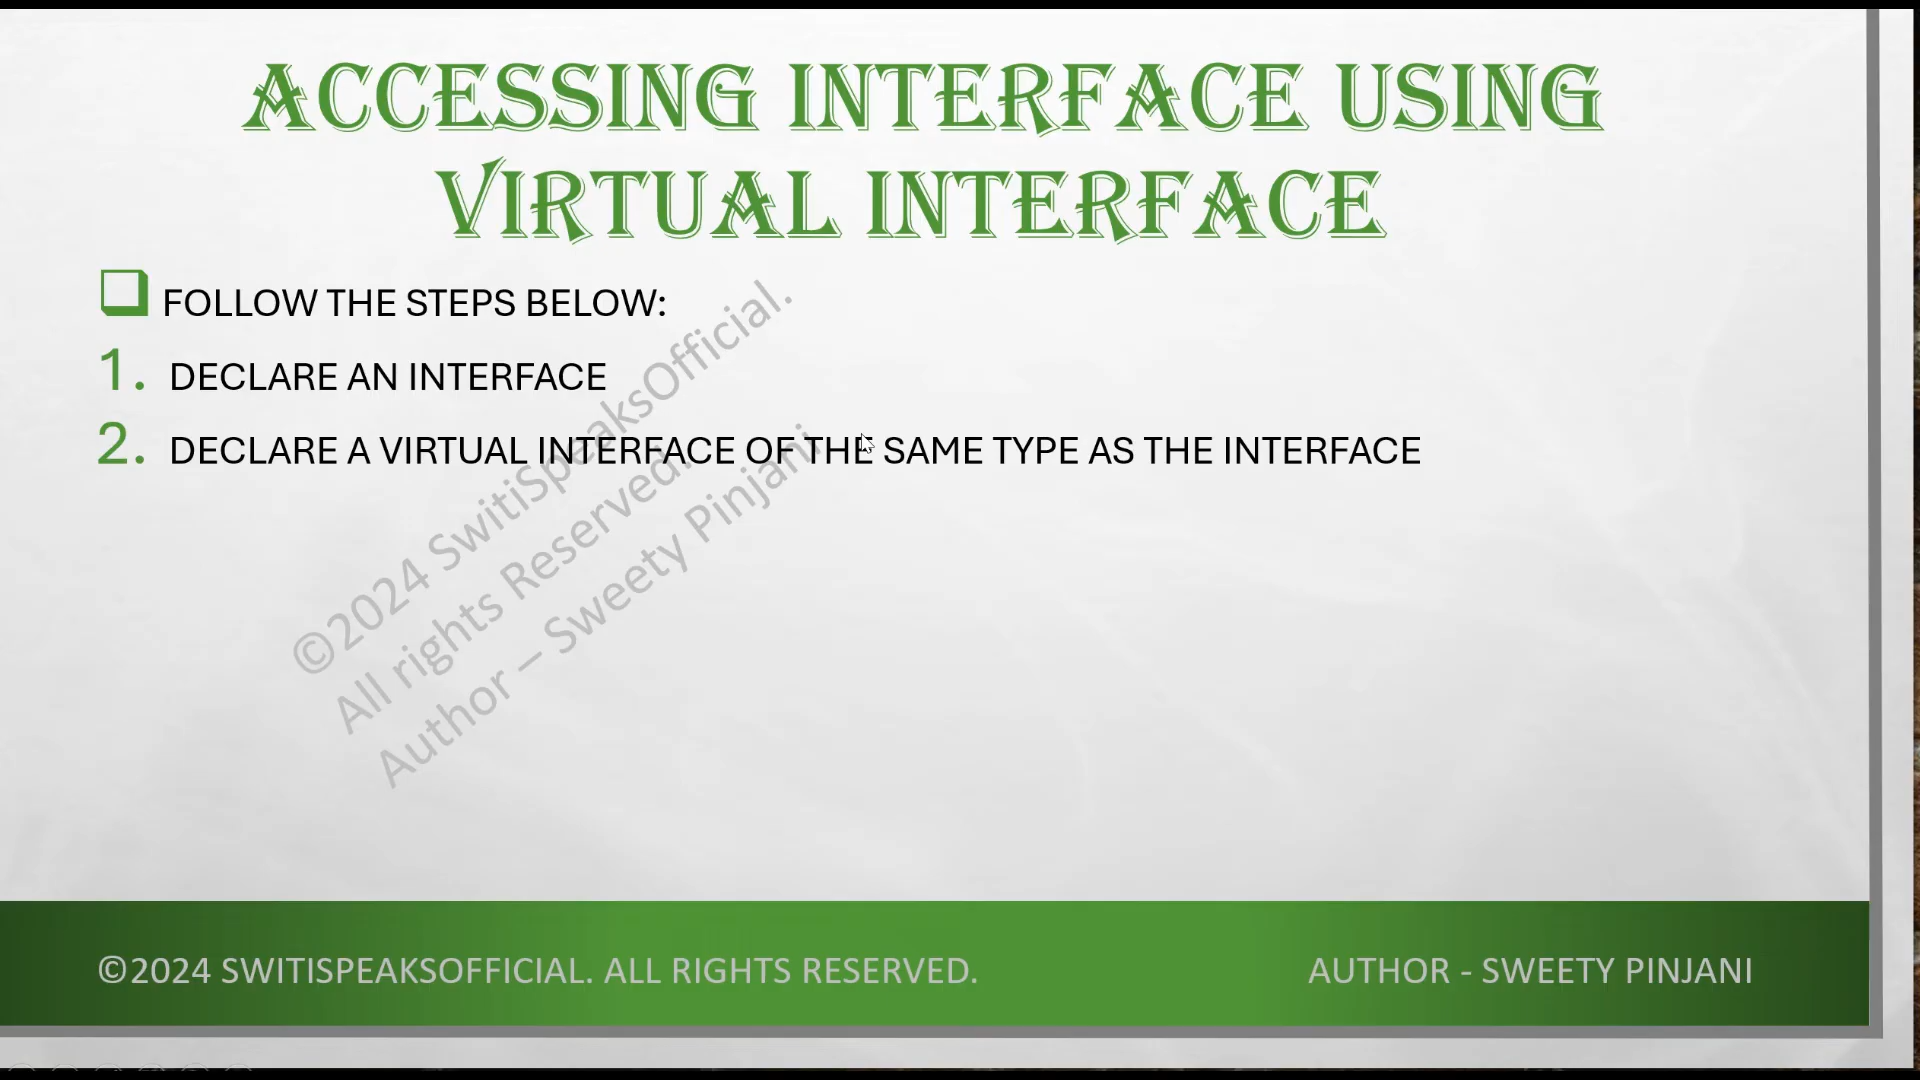 ACCESSING INTERFACE USING
VIRTUAL INTERFACE
FOLLOW THE STEPS BELOW:
1. DECLARE AN INTERFACE
2. DECLARE A VIRTUAL INTERFACE OF THE SAME TYPE AS THE INTERFACE
©2024 SwitiSpeaksOfficial.
All rights Reserved.
Author – Sweety Pinjani
©2024 SWITISPEAKSOFFICIAL. ALL RIGHTS RESERVED.
AUTHOR - SWEETY PINJANI